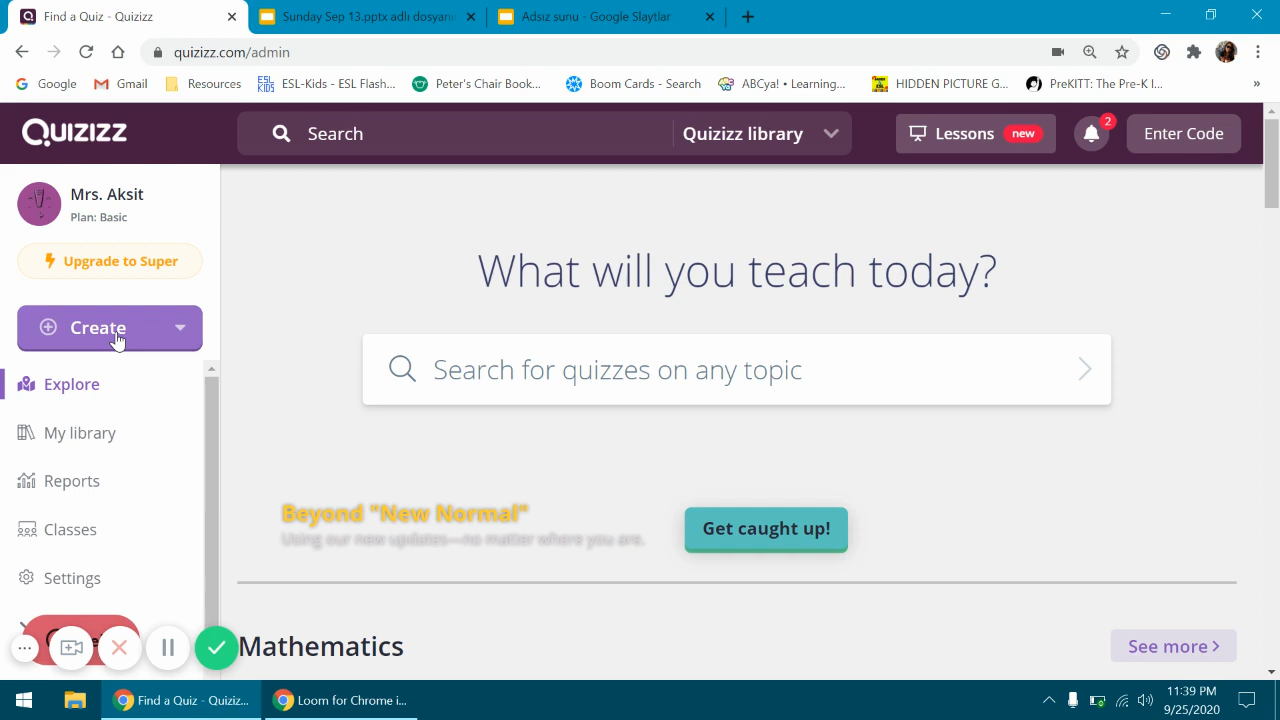 Find a Quiz - Quizizz
Sunday Sep 13.pptx adlı dosyanı
Adsız sunu - Google Slaytlar
quizizz.com/admin
Google
Gmail
Resources
ESL-Kids - ESL Flash...
Peter's Chair Book...
Boom Cards - Search
ABCya! • Learning...
HIDDEN PICTURE G...
PreKITT: The Pre-K I...
»
Quizizz
Search
Quizizz library
Lessons new
2
Enter Code
Mrs. Aksit
Plan: Basic
Upgrade to Super
Create
Explore
My library
Reports
Classes
Settings
What will you teach today?
Search for quizzes on any topic
Beyond "New Normal"
Using our new updates—no matter where you are.
Get caught up!
Mathematics
See more >
Find a Quiz - Quiziz...
Loom for Chrome i...
11:39 PM
9/25/2020